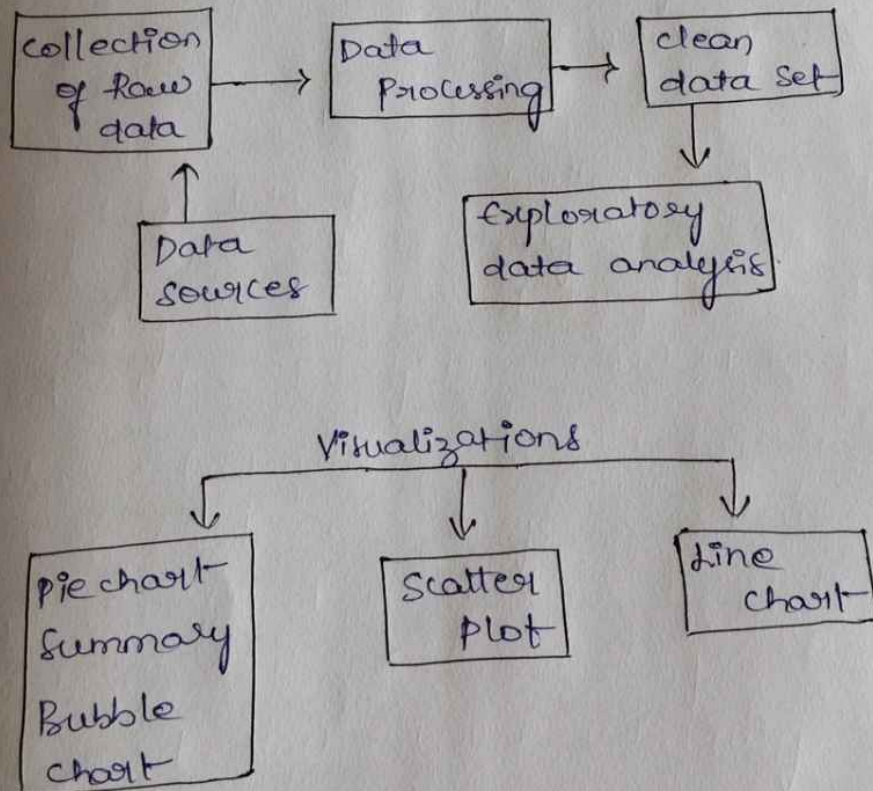 Collection
of Raw
data
Data
Processing
Clean
data set
Data
sources
Exploratory
data analysis.
Visualizations
Pie chart
Summary
Bubble
chart
Scatter
Plot
Line
chart